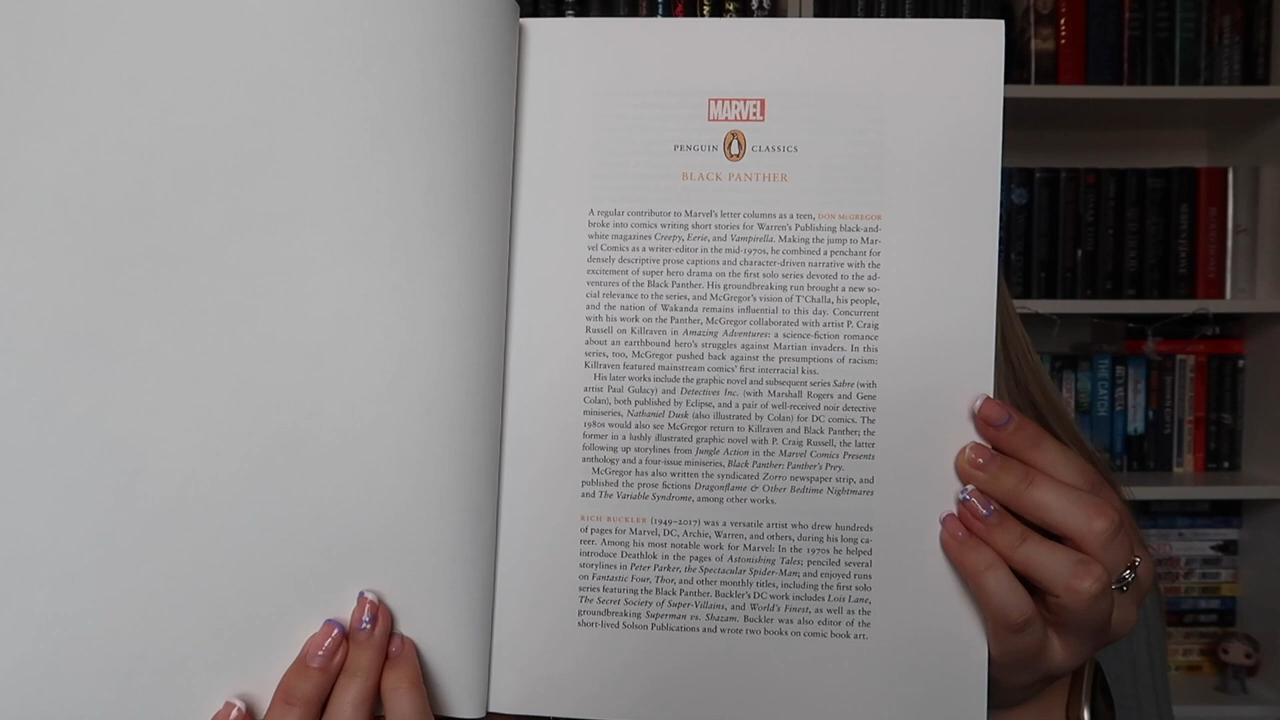 MARVEL
PENGUIN CLASSICS
BLACK PANTHER
A regular contributor to Marvel's letter columns as a teen, DON MCGREGOR
broke into comics writing short stories for Warren's Publishing black-and-
white magazines Creepy, Eerie, and Vampirella. Making the jump to Mar-
vel Comics as a writer-editor in the mid-1970s, he combined a penchant for
densely descriptive prose captions and character-driven narrative with the
excitement of super hero drama on the first solo series devoted to the ad-
ventures of the Black Panther. His groundbreaking run brought a new so-
cial relevance to the series, and McGregor's vision of T'Challa, his people,
and the nation of Wakanda remains influential to this day. Concurrent
with his work on the Panther, McGregor collaborated with artist P. Craig
Russell on Killraven in Amazing Adventures: a science-fiction romance
about an earthbound hero's struggles against Martian invaders. In this
series, too, McGregor pushed back against the presumptions of racism:
Killraven featured mainstream comics' first interracial kiss.
His later works include the graphic novel and subsequent series Sabre (with
artist Paul Gulacy) and Detectives Inc. (with Marshall Rogers and Gene
Colan), both published by Eclipse, and a pair of well-received noir detective
miniseries, Nathaniel Dusk (also illustrated by Colan) for DC comics. The
1980s would also see McGregor return to Killraven and Black Panther; the
former in a lushly illustrated graphic novel with P. Craig Russell, the latter
following up storylines from Jungle Action in the Marvel Comics Presents
anthology and a four-issue miniseries, Black Panther: Panther's Prey.
McGregor has also written the syndicated Zorro newspaper strip, and
published the prose fictions Dragonflame & Other Bedtime Nightmares
and The Variable Syndrome, among other works.
RICH BUCKLER (1949–2017) was a versatile artist who drew hundreds
of pages for Marvel, DC, Archie, Warren, and others, during his long ca-
reer. Among his most notable work for Marvel: In the 1970s he helped
introduce Deathlok in the pages of Astonishing Tales; penciled several
storylines in Peter Parker, the Spectacular Spider-Man; and enjoyed runs
on Fantastic Four, Thor, and other monthly titles, including the first solo
series featuring the Black Panther. Buckler's DC work includes Lois Lane,
The Secret Society of Super-Villains, and World's Finest, as well as the
groundbreaking Superman vs. Shazam. Buckler was also editor of the
short-lived Solson Publications and wrote two books on comic book art.
THE CATCH